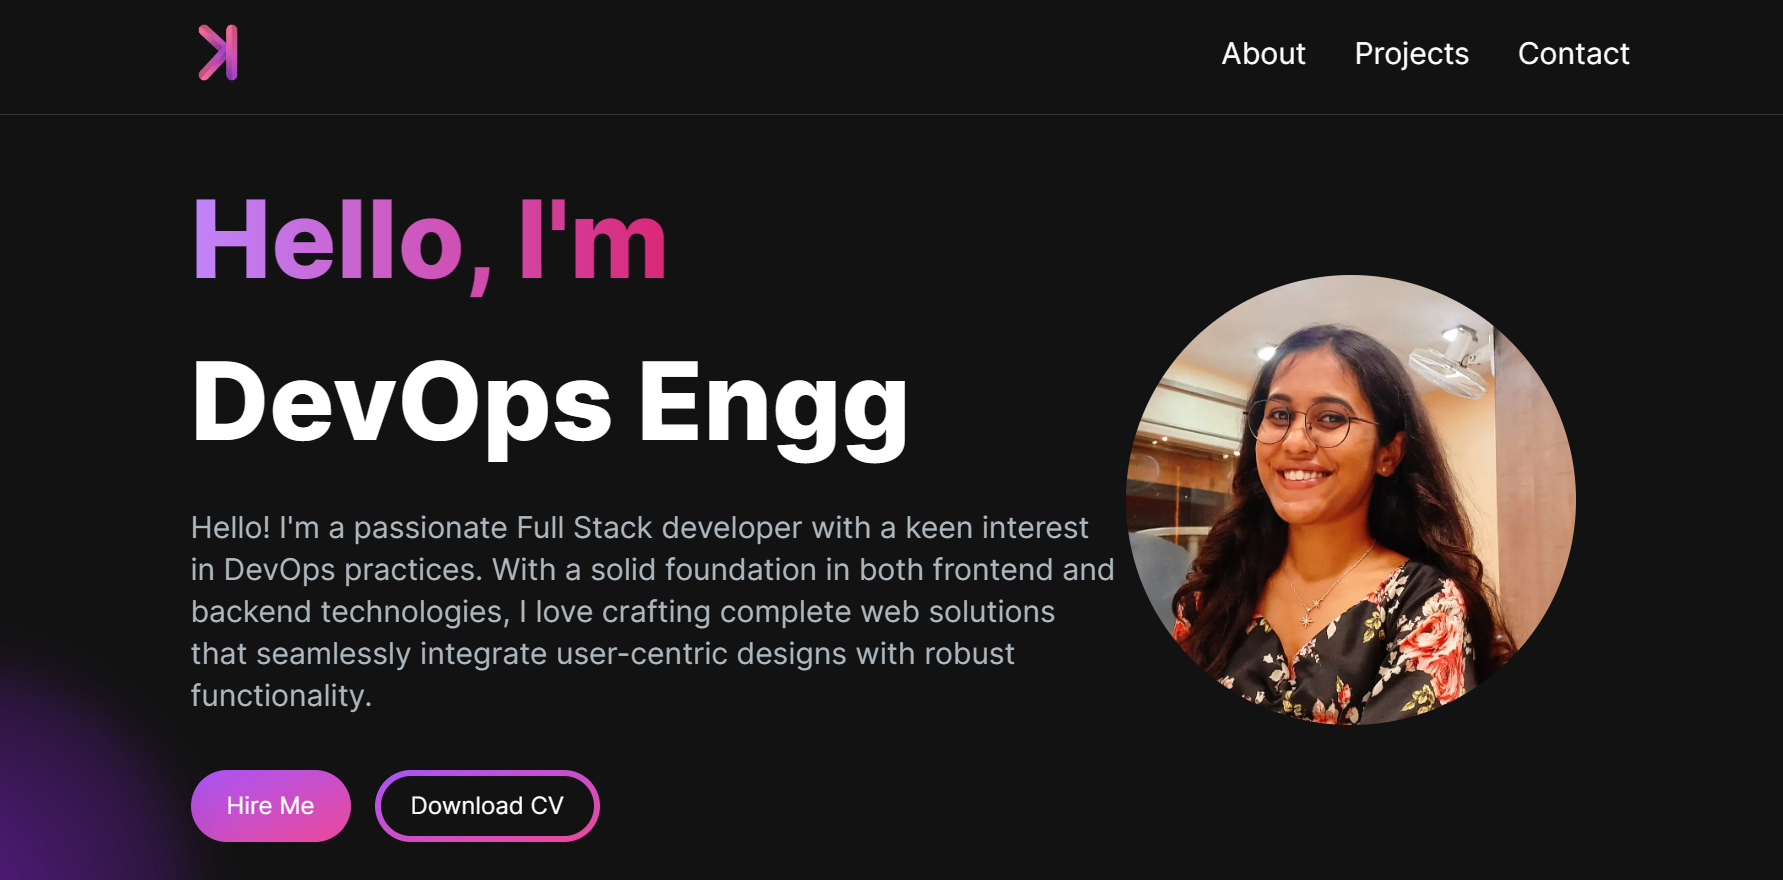 About Projects Contact
Hello, I'm
DevOps Engg
Hello! I'm a passionate Full Stack developer with a keen interest
in DevOps practices. With a solid foundation in both frontend and
backend technologies, I love crafting complete web solutions
that seamlessly integrate user-centric designs with robust
functionality.
Hire Me Download CV